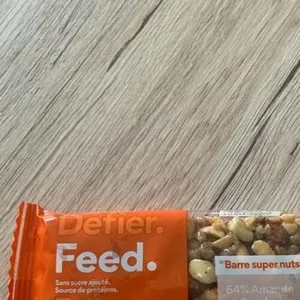 Défier.
Feed.
Sans sucre ajouté.
Source de protéines.
Barre super nuts
64% Amande